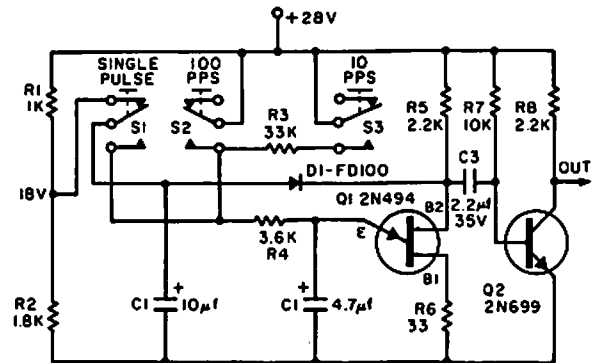 +28V
SINGLE PULSE
100 PPS
10 PPS
R1 1K
S1
S2
R3 33K
S3
R5 2.2K
R7 10K
R8 2.2K
18V
D1-FD100
C3 2.2µf 35V
OUT
Q1 2N494
B2
E
B1
3.6K R4
R2 1.8K
+
C1
10µf
+
C1
4.7µf
R6 33
Q2 2N699